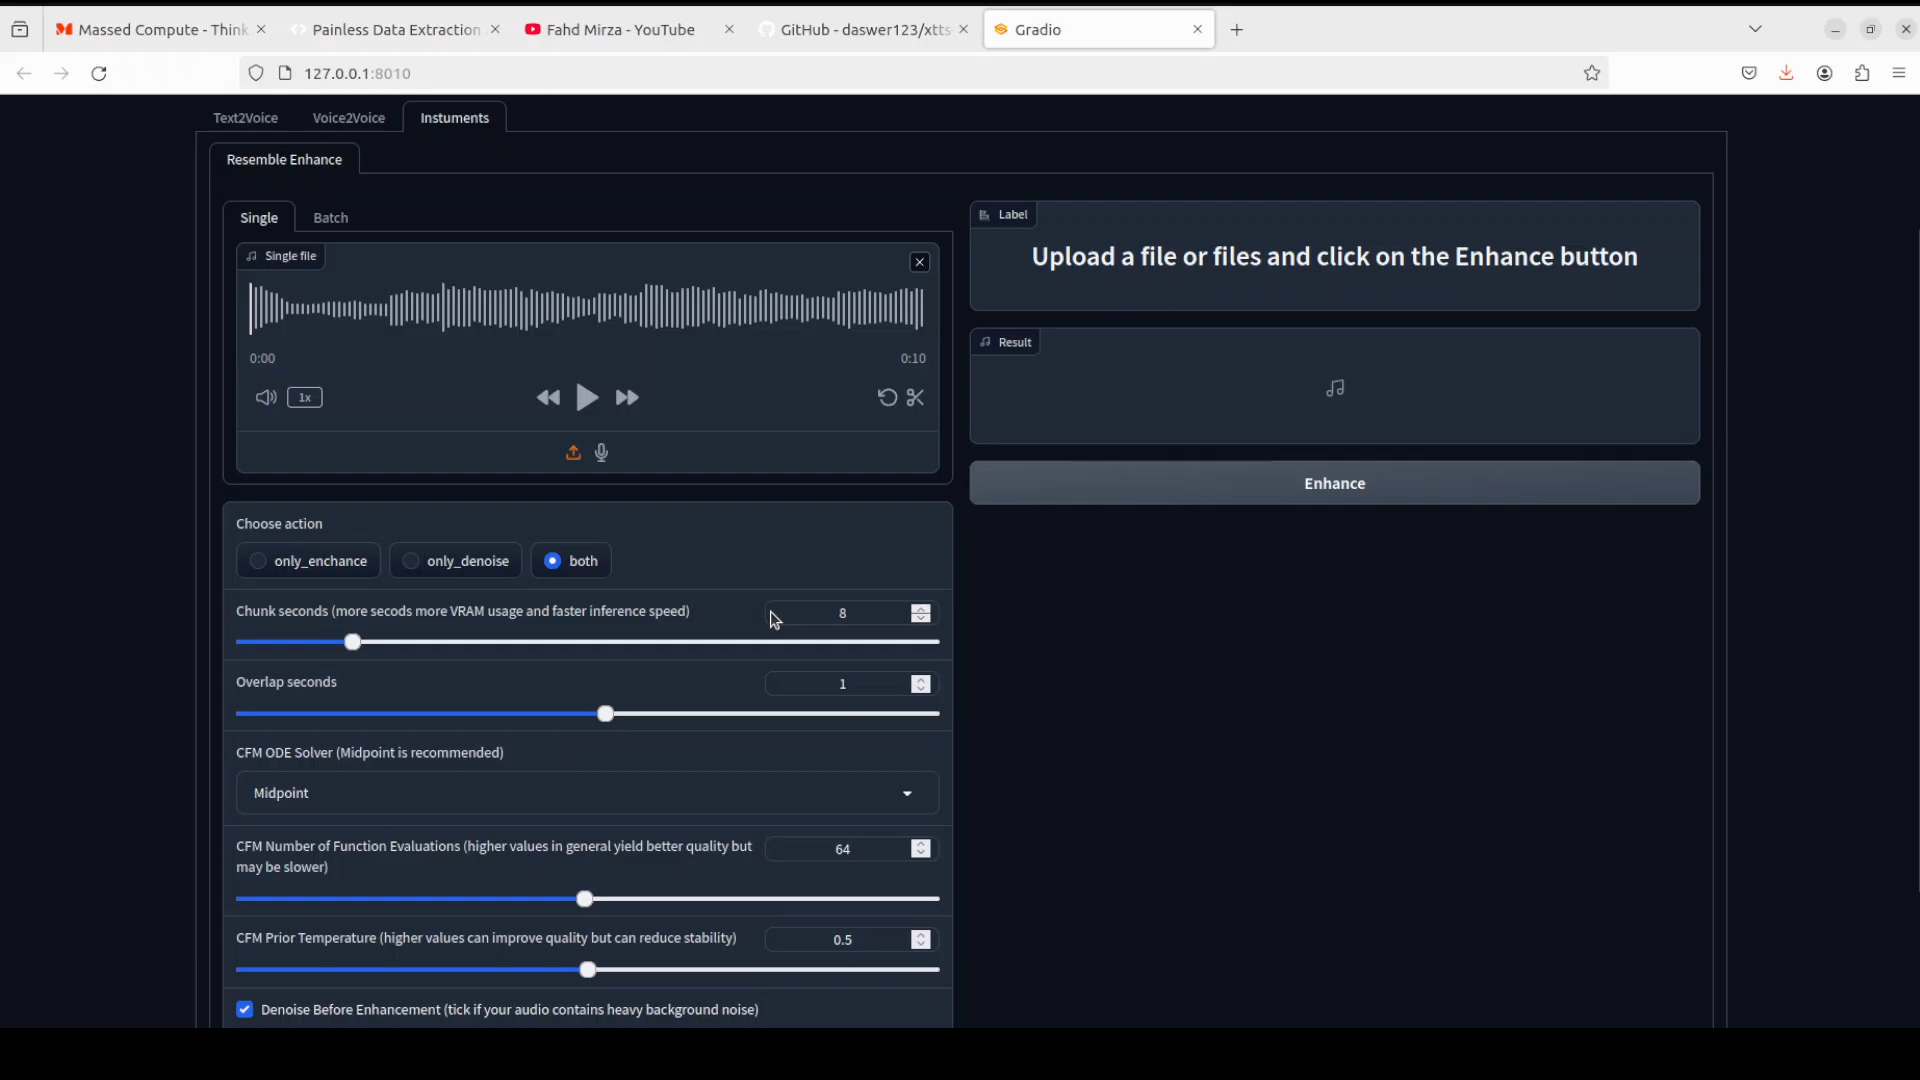 Massed Compute - Think
Painless Data Extraction
Fahd Mirza - YouTube
GitHub - daswer123/xtts-
Gradio
127.0.0.1:8010
Text2Voice
Voice2Voice
Instuments
Resemble Enhance
Single
Batch
Single file
0:00
0:10
1x
Choose action
only_enchance
only_denoise
both
Chunk seconds (more secods more VRAM usage and faster inference speed)
8
Overlap seconds
1
CFM ODE Solver (Midpoint is recommended)
Midpoint
CFM Number of Function Evaluations (higher values in general yield better quality but
may be slower)
64
CFM Prior Temperature (higher values can improve quality but can reduce stability)
0.5
Denoise Before Enhancement (tick if your audio contains heavy background noise)
Label
Upload a file or files and click on the Enhance button
Result
Enhance